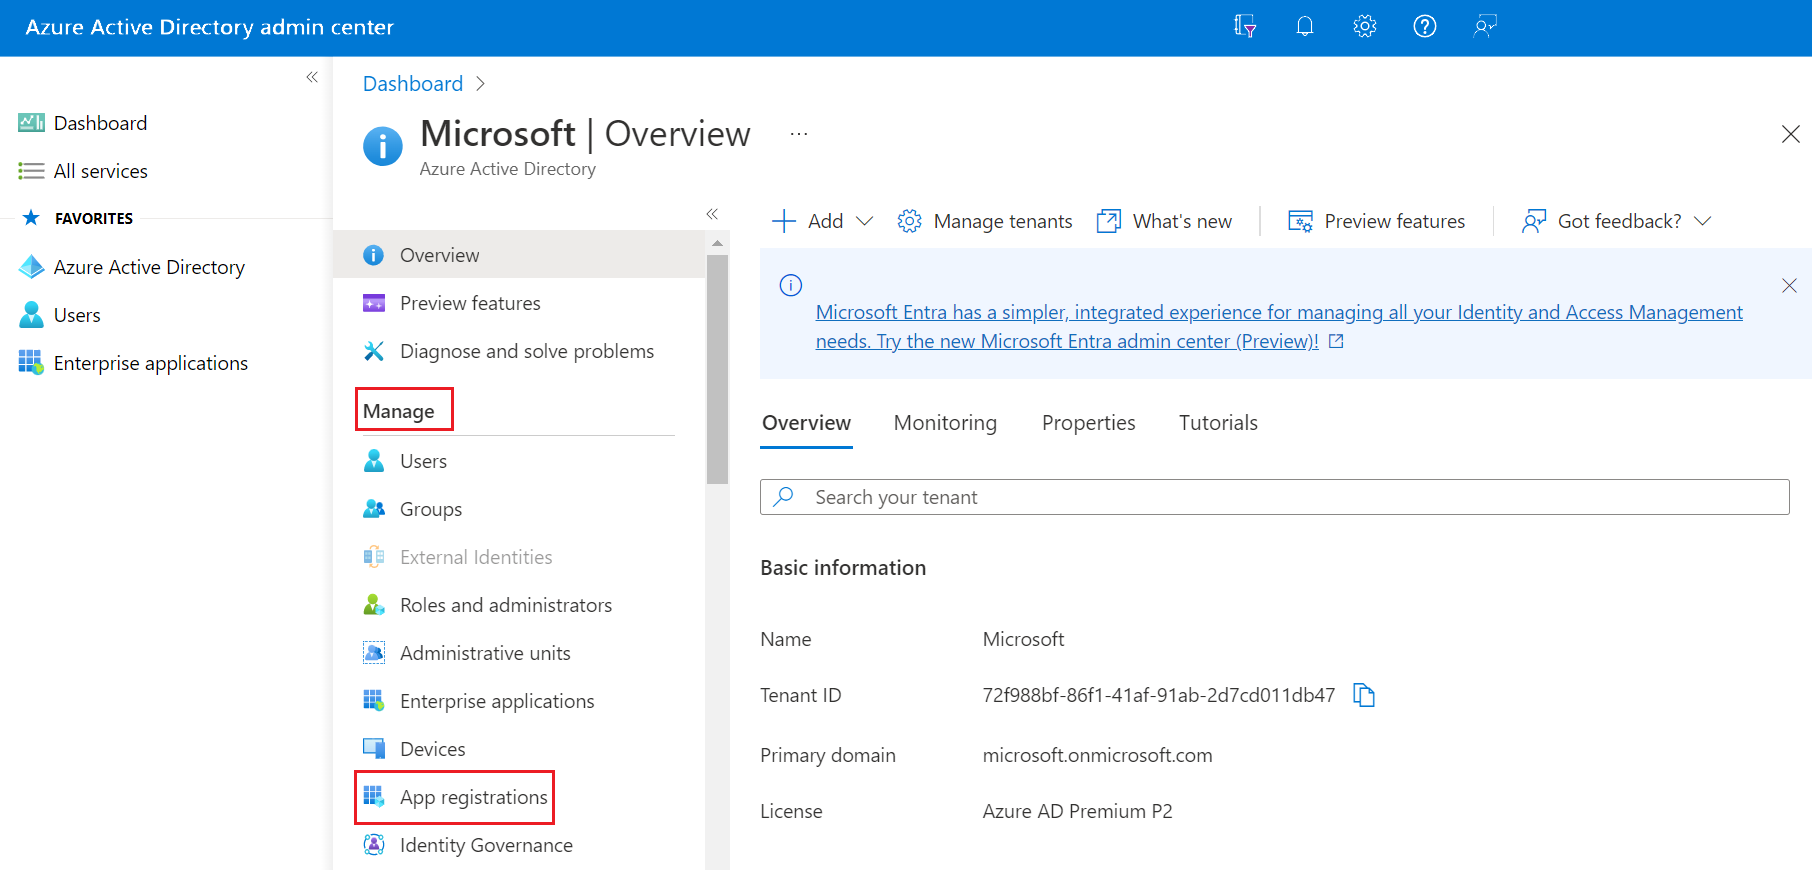 Azure Active Directory admin center
Dashboard
All services
FAVORITES
Azure Active Directory
Users
Enterprise applications
Dashboard
Microsoft | Overview
Azure Active Directory
Overview
Preview features
Diagnose and solve problems
Manage
Users
Groups
External Identities
Roles and administrators
Administrative units
Enterprise applications
Devices
App registrations
Identity Governance
Add Manage tenants What's new Preview features Got feedback?
Microsoft Entra has a simpler, integrated experience for managing all your Identity and Access Management
needs. Try the new Microsoft Entra admin center (Preview)!
Overview Monitoring Properties Tutorials
Search your tenant
Basic information
Name Microsoft
Tenant ID 72f988bf-86f1-41af-91ab-2d7cd011db47
Primary domain microsoft.onmicrosoft.com
License Azure AD Premium P2